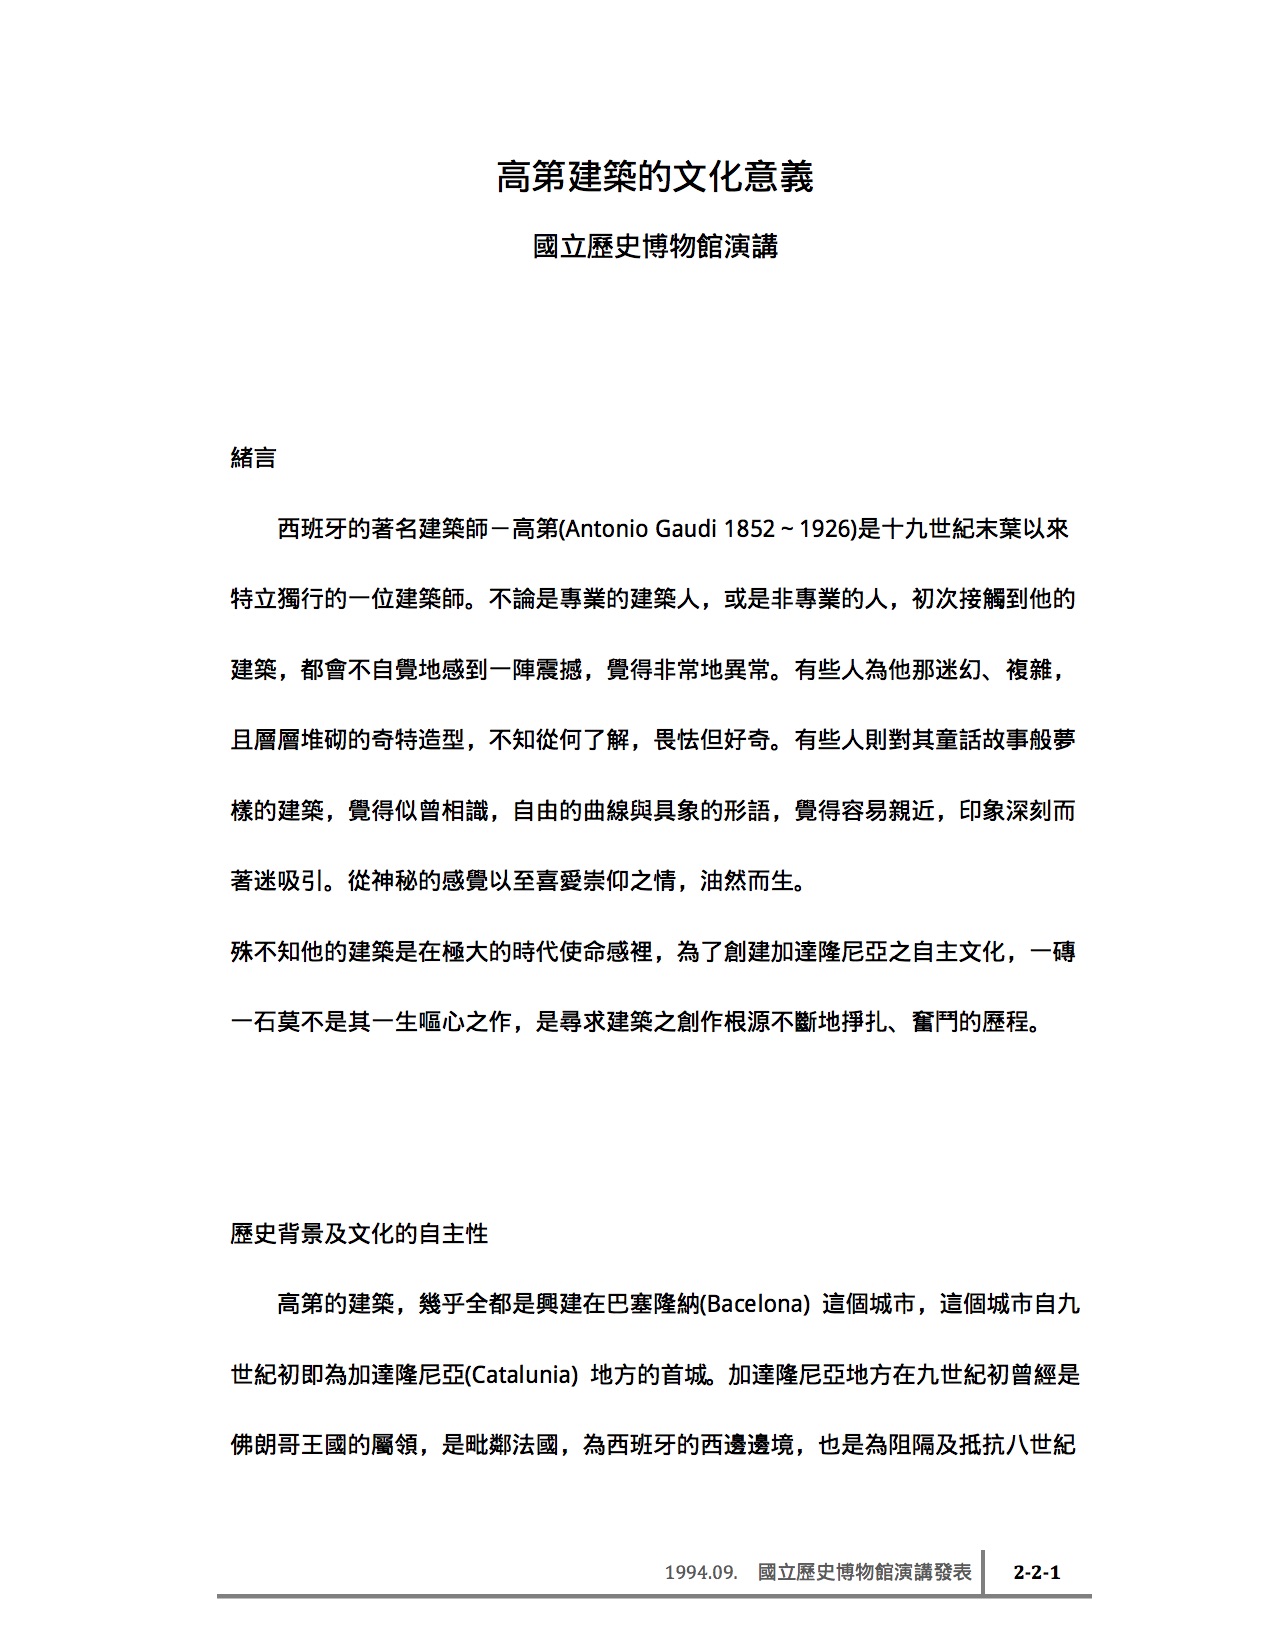 高第建築的文化意義
國立歷史博物館演講
緒言
西班牙的著名建築師－高第(Antonio Gaudi 1852 ~ 1926)是十九世紀末葉以來
特立獨行的一位建築師。不論是專業的建築人，或是非專業的人，初次接觸到他的
建築，都會不自覺地感到一陣震撼，覺得非常地異常。有些人為他那迷幻、複雜，
且層層堆砌的奇特造型，不知從何了解，畏怯但好奇。有些人則對其童話故事般夢
樣的建築，覺得似曾相識，自由的曲線與具象的形語，覺得容易親近，印象深刻而
著迷吸引。從神秘的感覺以至喜愛崇仰之情，油然而生。
殊不知他的建築是在極大的時代使命感裡，為了創建加達隆尼亞之自主文化，一磚
一石莫不是其一生嘔心之作，是尋求建築之創作根源不斷地掙扎、奮鬥的歷程。
歷史背景及文化的自主性
高第的建築，幾乎全都是興建在巴塞隆納(Bacelona) 這個城市，這個城市自九
世紀初即為加達隆尼亞(Catalunia) 地方的首城。加達隆尼亞地方在九世紀初曾經是
佛朗哥王國的屬領，是毗鄰法國，為西班牙的西邊邊境，也是為阻隔及抵抗八世紀
1994.09. 國立歷史博物館演講發表 2-2-1